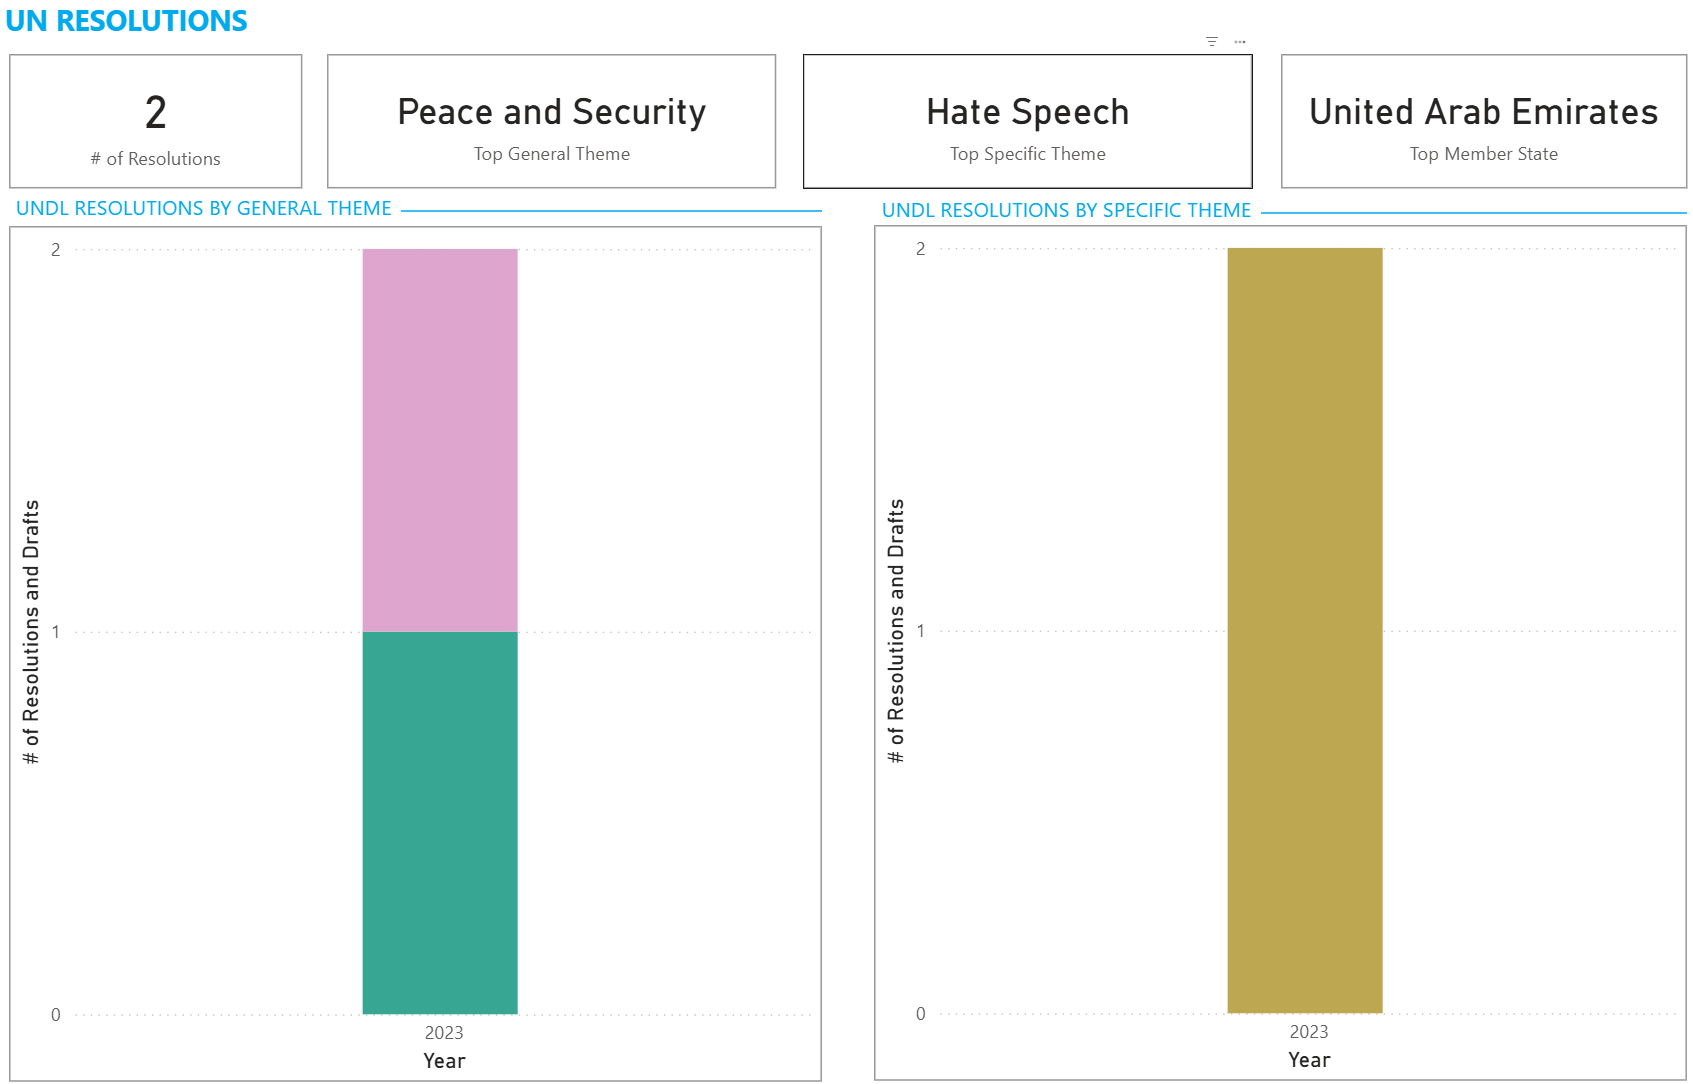 UN RESOLUTIONS
2
# of Resolutions
Peace and Security
Top General Theme
Hate Speech
Top Specific Theme
United Arab Emirates
Top Member State
UNDL RESOLUTIONS BY GENERAL THEME
# of Resolutions and Drafts
2
1
0
2023
Year
UNDL RESOLUTIONS BY SPECIFIC THEME
# of Resolutions and Drafts
2
1
0
2023
Year